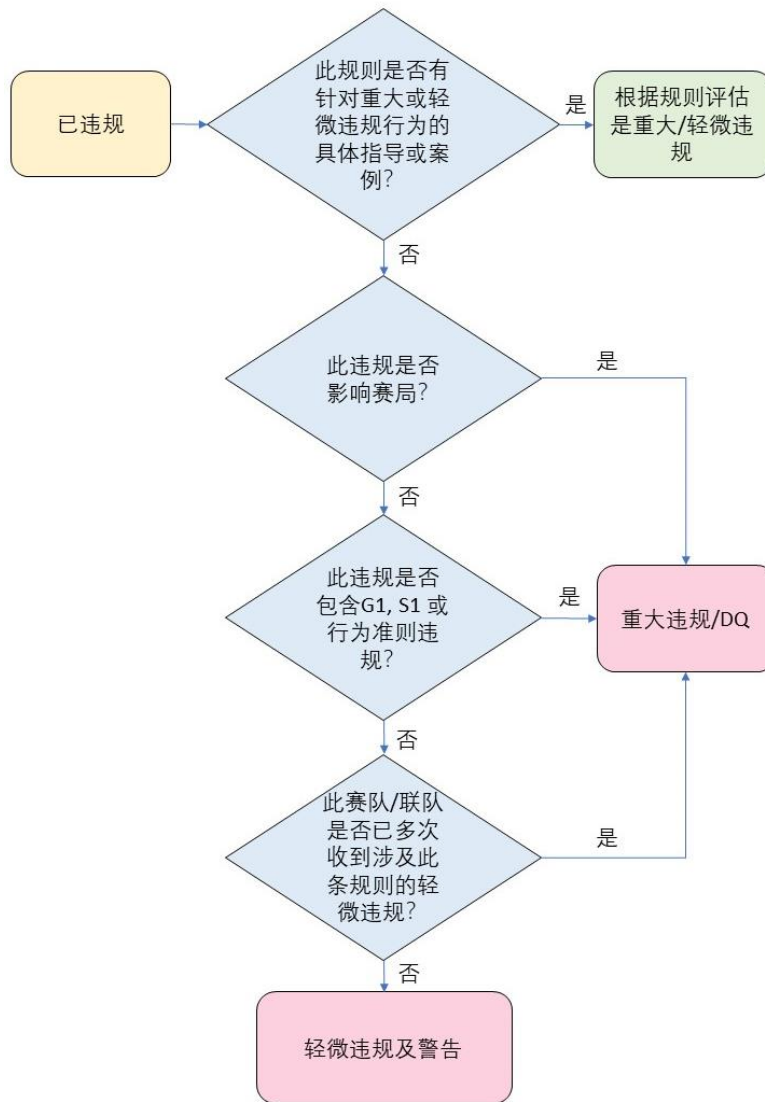 已违规
此规则是否有
针对重大或轻
微违规行为的
具体指导或案
例？
是
根据规则评估
是重大/轻微违
规
否
此违规是否
影响赛局？
是
否
此违规是否
包含G1, S1 或
行为准则违
规？
是
重大违规/DQ
否
此赛队/联队
是否已多次
收到涉及此
条规则的轻
微违规？
是
否
轻微违规及警告